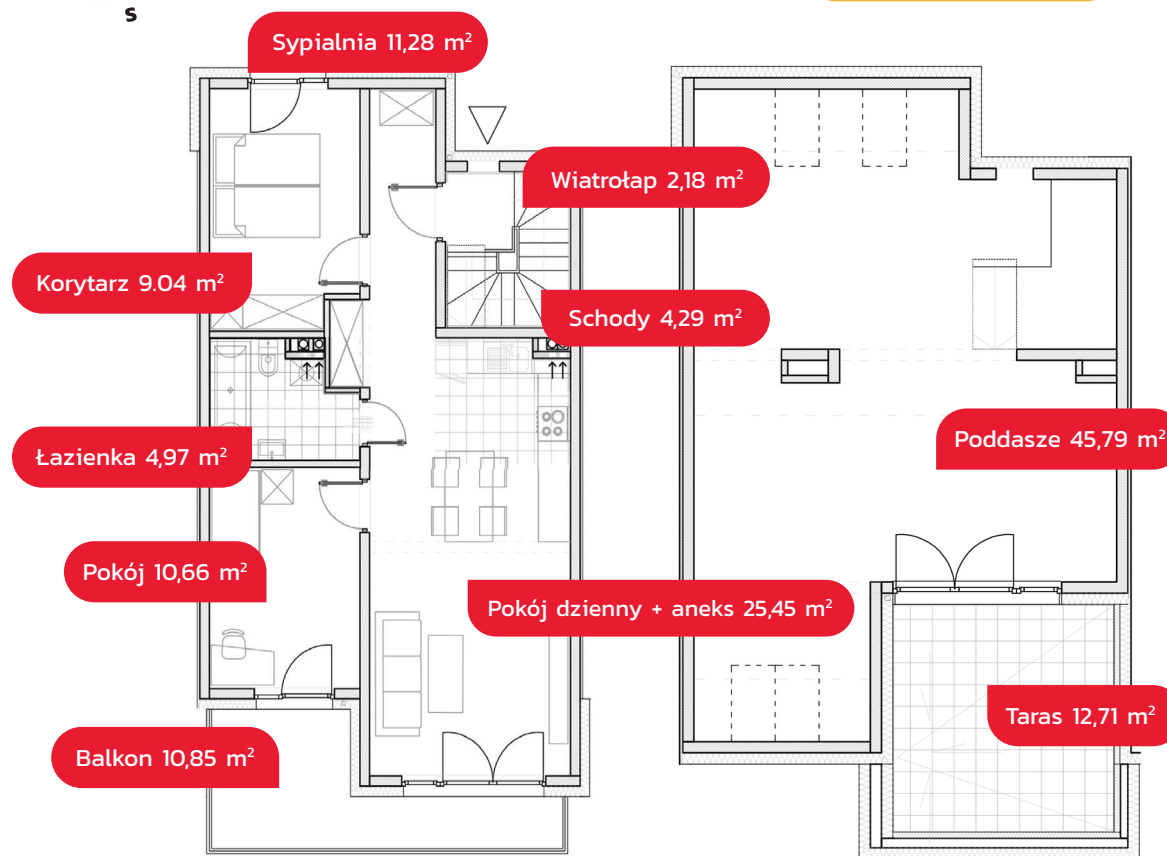 s
Sypialnia 11,28 m²
Wiatrołap 2,18 m²
Korytarz 9.04 m²
Schody 4,29 m²
Poddasze 45,79 m²
Łazienka 4,97 m²
Pokój 10,66 m²
Pokój dzienny + aneks 25,45 m²
Taras 12,71 m²
Balkon 10,85 m²